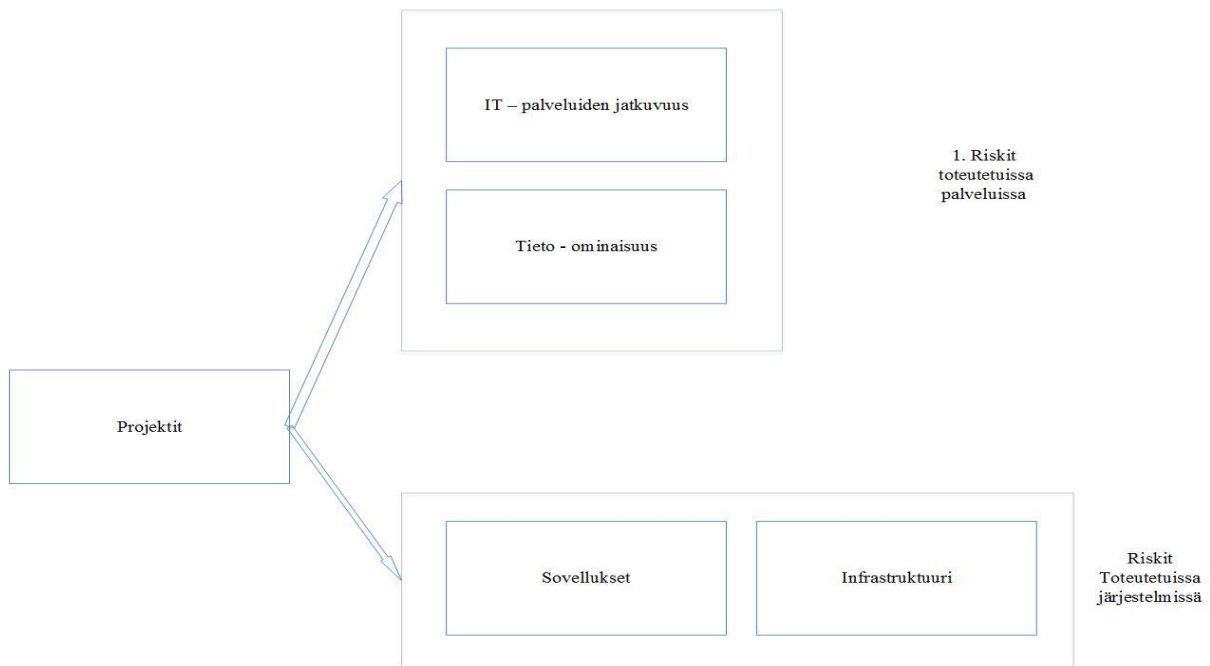 IT – palveluiden jatkuvuus
1. Riskit
toteutetuissa
palveluissa
Tieto - ominaisuus
Projektit
Sovellukset
Infrastruktuuri
Riskit
Toteutetuissa
järjestelmissä